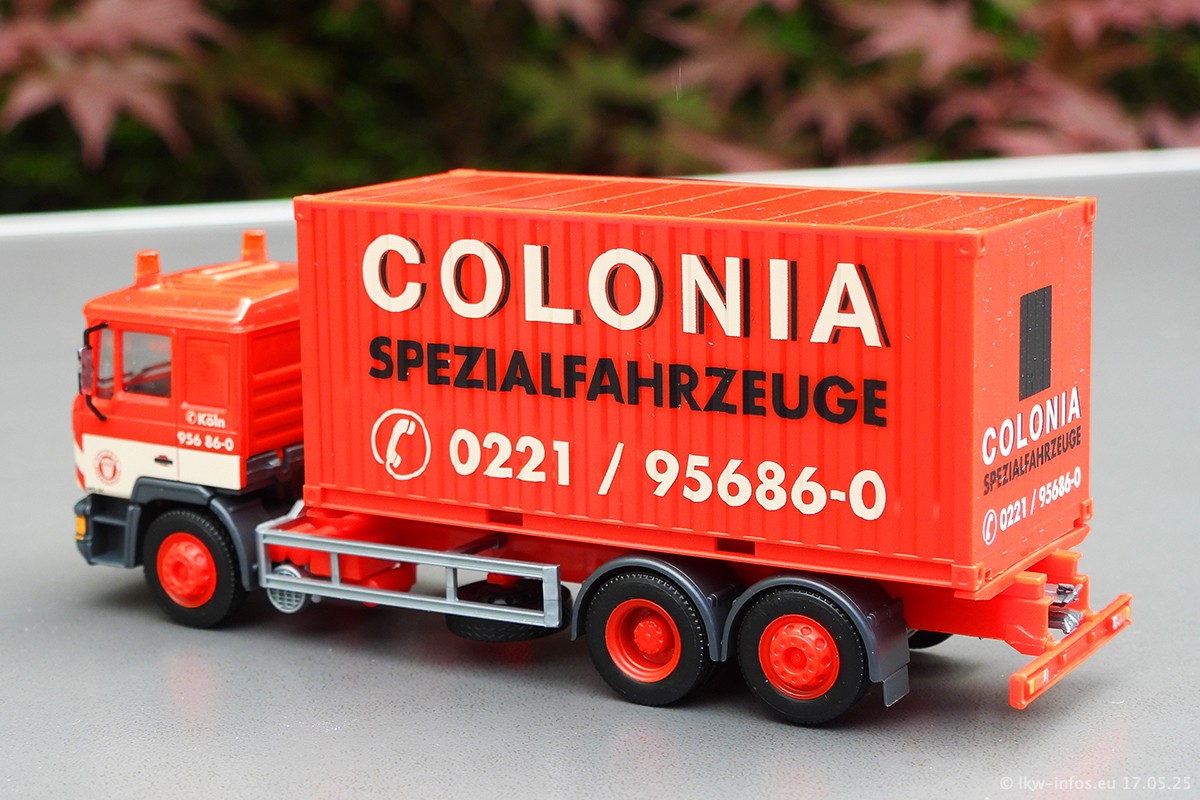 COLONIA
SPEZIALFAHRZEUGE
0221 / 95686-0
Köln
956 86-0
COLONIA
SPEZIALFAHRZEUGE
0221 / 95686-0
© lkw-infos.eu 17.05.25